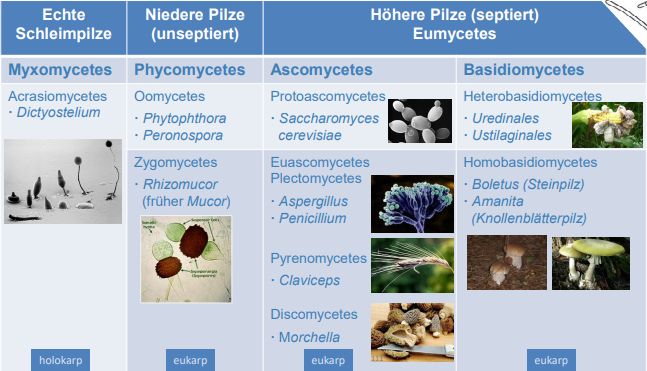 Echte
Schleimpilze
Niedere Pilze
(unseptiert)
Höhere Pilze (septiert)
Eumycetes
Myxomycetes
Phycomycetes
Ascomycetes
Basidiomycetes
Acrasiomycetes
• Dictyostelium
Oomycetes
• Phytophthora
• Peronospora
Protoascomycetes
• Saccharomyces
cerevisiae
Heterobasidiomycetes
• Uredinales
• Ustilaginales
Zygomycetes
• Rhizomucor
(früher Mucor)
Euascomycetes
Plectomycetes
• Aspergillus
• Penicillium
Pyrenomycetes
• Claviceps
Discomycetes
• Morchella
Homobasidiomycetes
• Boletus (Steinpilz)
• Amanita
(Knollenblätterpilz)
holokarp
eukarp
eukarp
eukarp